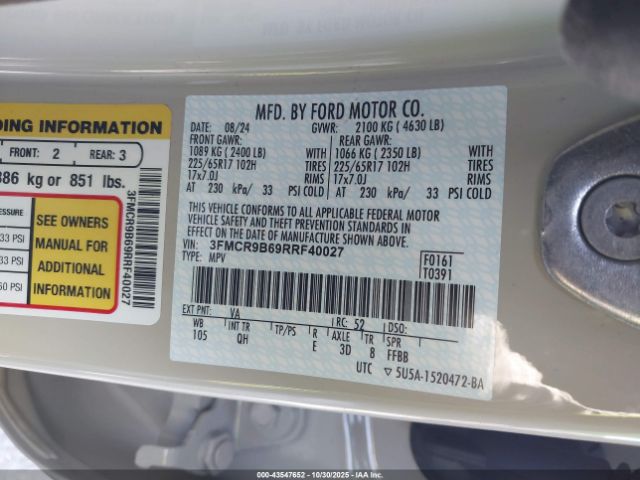 DING INFORMATION
FRONT: 2 REAR: 3
386 kg or 851 lbs.
PRESSURE
33 PSI
33 PSI
60 PSI
SEE OWNERS
MANUAL FOR
ADDITIONAL
INFORMATION
3FMCR9B69RRF40027
MFD. BY FORD MOTOR CO.
DATE: 08/24 GVWR: 2100 KG ( 4630 LB)
FRONT GAWR: REAR GAWR:
1089 KG ( 2400 LB) WITH 1066 KG ( 2350 LB) WITH
225/65R17 102H TIRES 225/65R17 102H TIRES
17x7.0J RIMS 17x7.0J RIMS
AT 230 kPa/ 33 PSI COLD AT 230 kPa/ 33 PSI COLD
THIS VEHICLE CONFORMS TO ALL APPLICABLE FEDERAL MOTOR
VEHICLE SAFETY AND THEFT PREVENTION STANDARDS IN
EFFECT ON THE DATE OF MANUFACTURE SHOWN ABOVE.
VIN: 3FMCR9B69RRF40027
TYPE: MPV
F0161
T0391
EXT PNT: VA RC: 52 DSO:
WB INT TR TP/PS R AXLE TR SPR
105 QH E 3D 8 FFBB
UTC ▽ 5U5A-1520472-BA
000-43547652 - 10/30/2025 - COPYRIGHT IAA, LLC